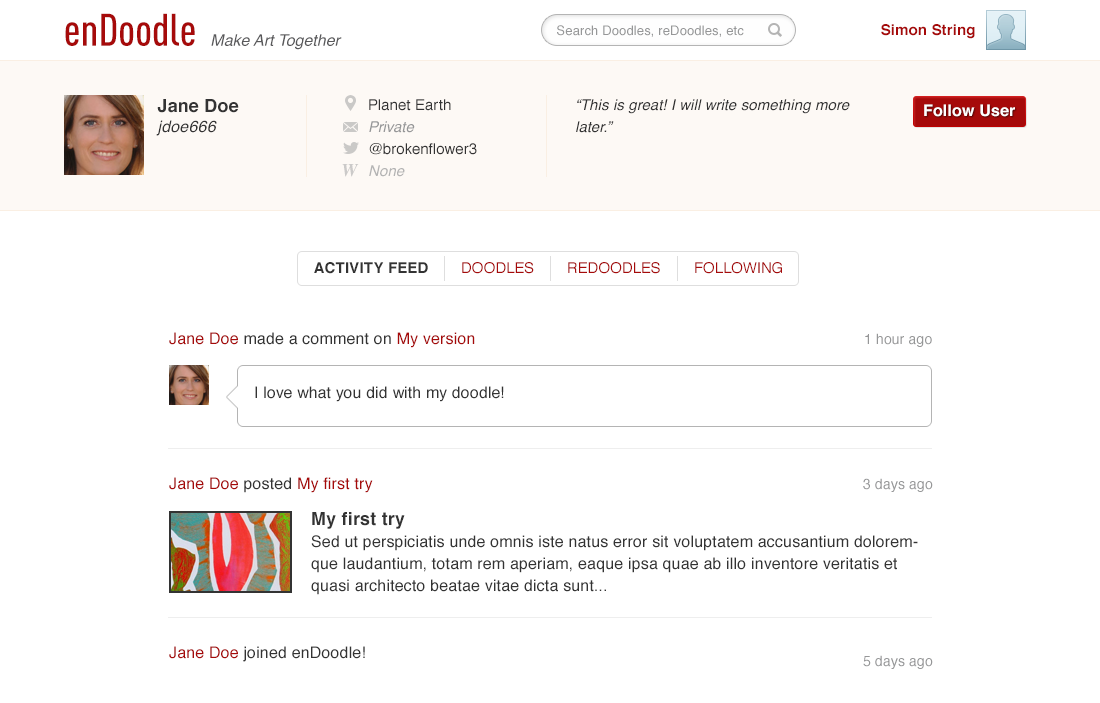 enDoodle Make Art Together
Search Doodles, reDoodles, etc
Simon String
Jane Doe
jdoe666
Planet Earth
Private
@brokenflower3
W None
“This is great! I will write something more
later.”
Follow User
ACTIVITY FEED DOODLES REDOODLES FOLLOWING
Jane Doe made a comment on My version 1 hour ago
I love what you did with my doodle!
Jane Doe posted My first try 3 days ago
My first try
Sed ut perspiciatis unde omnis iste natus error sit voluptatem accusantium dolorem-
que laudantium, totam rem aperiam, eaque ipsa quae ab illo inventore veritatis et
quasi architecto beatae vitae dicta sunt...
Jane Doe joined enDoodle! 5 days ago